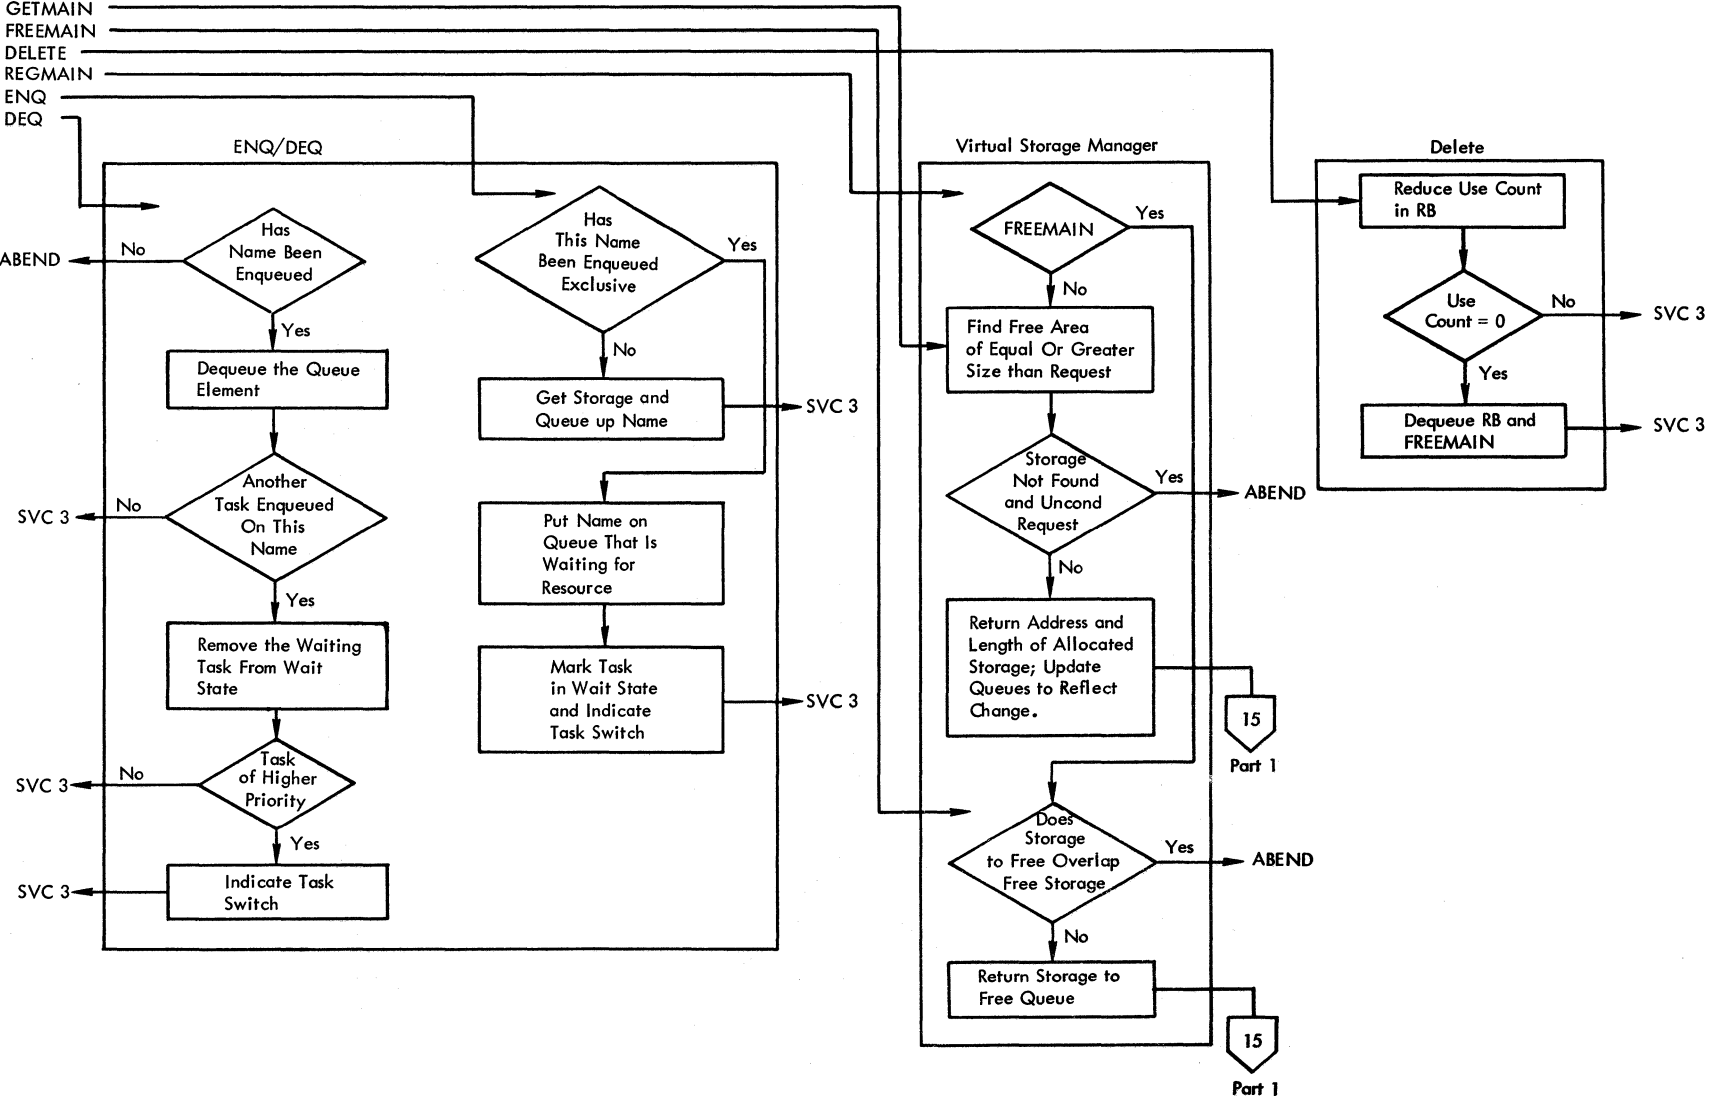 GETMAIN
FREEMAIN
DELETE
REGMAIN
ENQ
DEQ
ENQ/DEQ
Has
Name Been
Enqueued
No
ABEND
Yes
Dequeue the Queue
Element
Another
Task Enqueued
On This
Name
No
SVC 3
Yes
Remove the Waiting
Task From Wait
State
Task
of Higher
Priority
No
SVC 3
Yes
Indicate Task
Switch
SVC 3
Has
This Name
Been Enqueued
Exclusive
Yes
No
Get Storage and
Queue up Name
SVC 3
Put Name on
Queue That Is
Waiting for
Resource
Mark Task
in Wait State
and Indicate
Task Switch
SVC 3
Virtual Storage Manager
FREEMAIN
Yes
No
Find Free Area
of Equal Or Greater
Size than Request
Storage
Not Found
and Uncond
Request
Yes
ABEND
No
Return Address and
Length of Allocated
Storage; Update
Queues to Reflect
Change.
15
Part 1
Does
Storage
to Free Overlap
Free Storage
Yes
ABEND
No
Return Storage to
Free Queue
15
Part 1
Delete
Reduce Use Count
in RB
Use
Count = 0
No
SVC 3
Yes
Dequeue RB and
FREEMAIN
SVC 3